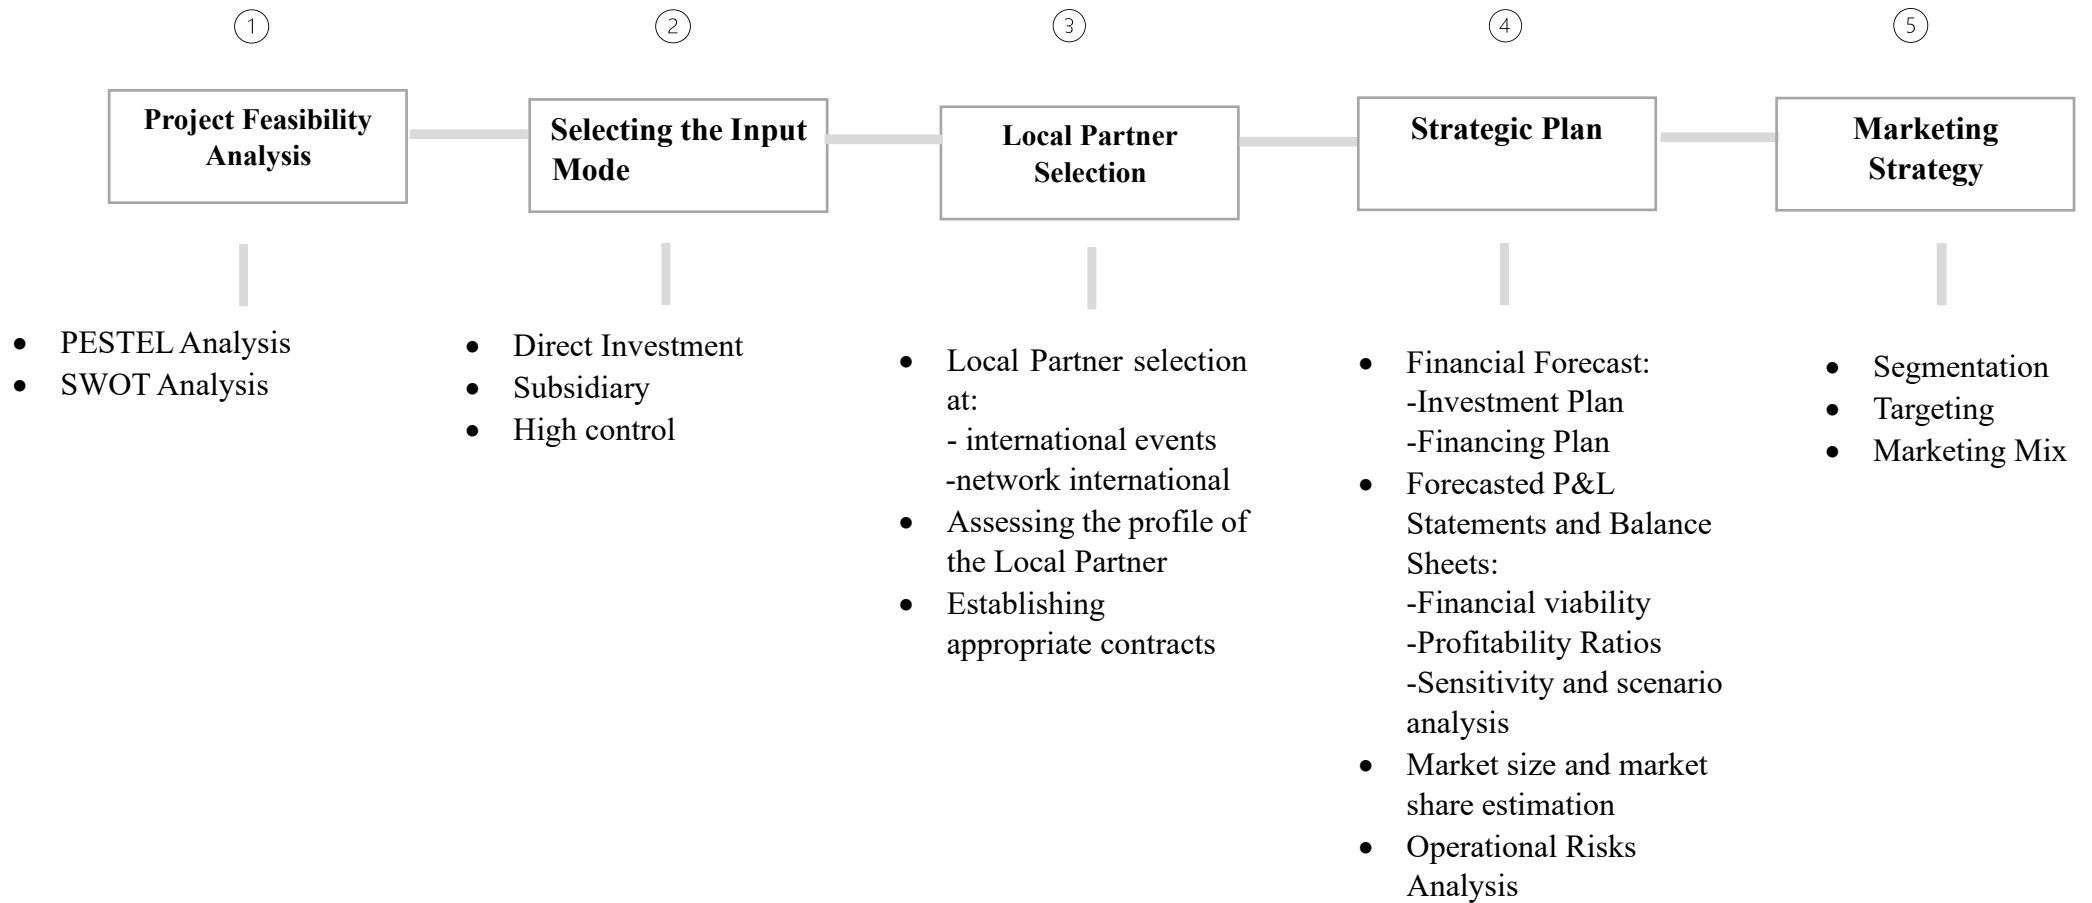 ①
②
③
④
⑤
Project Feasibility
Analysis
Selecting the Input
Mode
Local Partner
Selection
Strategic Plan
Marketing
Strategy
• PESTEL Analysis
• SWOT Analysis
• Direct Investment
• Subsidiary
• High control
• Local Partner selection
at:
- international events
-network international
• Assessing the profile of
the Local Partner
• Establishing
appropriate contracts
• Financial Forecast:
-Investment Plan
-Financing Plan
• Forecasted P&L
Statements and Balance
Sheets:
-Financial viability
-Profitability Ratios
-Sensitivity and scenario
analysis
• Market size and market
share estimation
• Operational Risks
Analysis
• Segmentation
• Targeting
• Marketing Mix